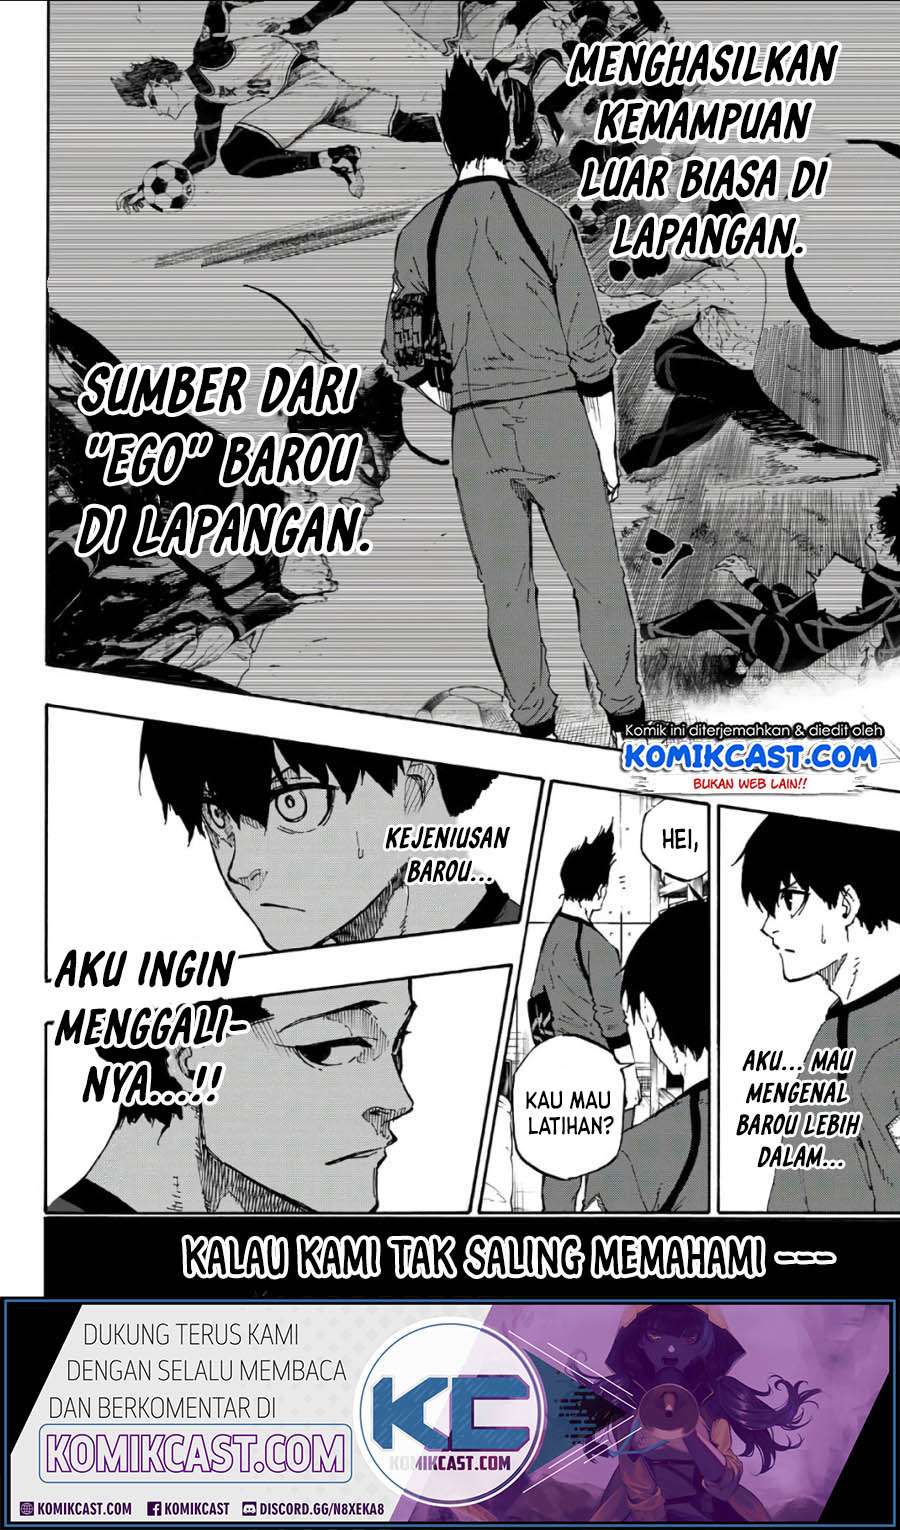 MENGHASILKAN
KEMAMPUAN
LUAR BIASA DI
LAPANGAN.
SUMBER DARI
"EGO" BAROU
DI LAPANGAN.
Komik ini diterjemahkan & diedit oleh
KOMIKCAST.COM
BUKAN WEB LAIN!!
AKU... MAU
MENGENAL
BAROU LEBIH
DALAM...
HEI,
KAU MAU
LATIHAN?
KEJENIUSAN
BAROU...
AKU INGIN
MENGGALI-
NYA...!!
KALAU KAMI TAK SALING MEMAHAMI ---
DUKUNG TERUS KAMI
DENGAN SELALU MEMBACA
DAN BERKOMENTAR DI
KOMIKCAST.COM
KC
KOMIKCAST.COM
KOMIKCAST.COM KOMIKCAST DISCORD.GG/N8XEKA8